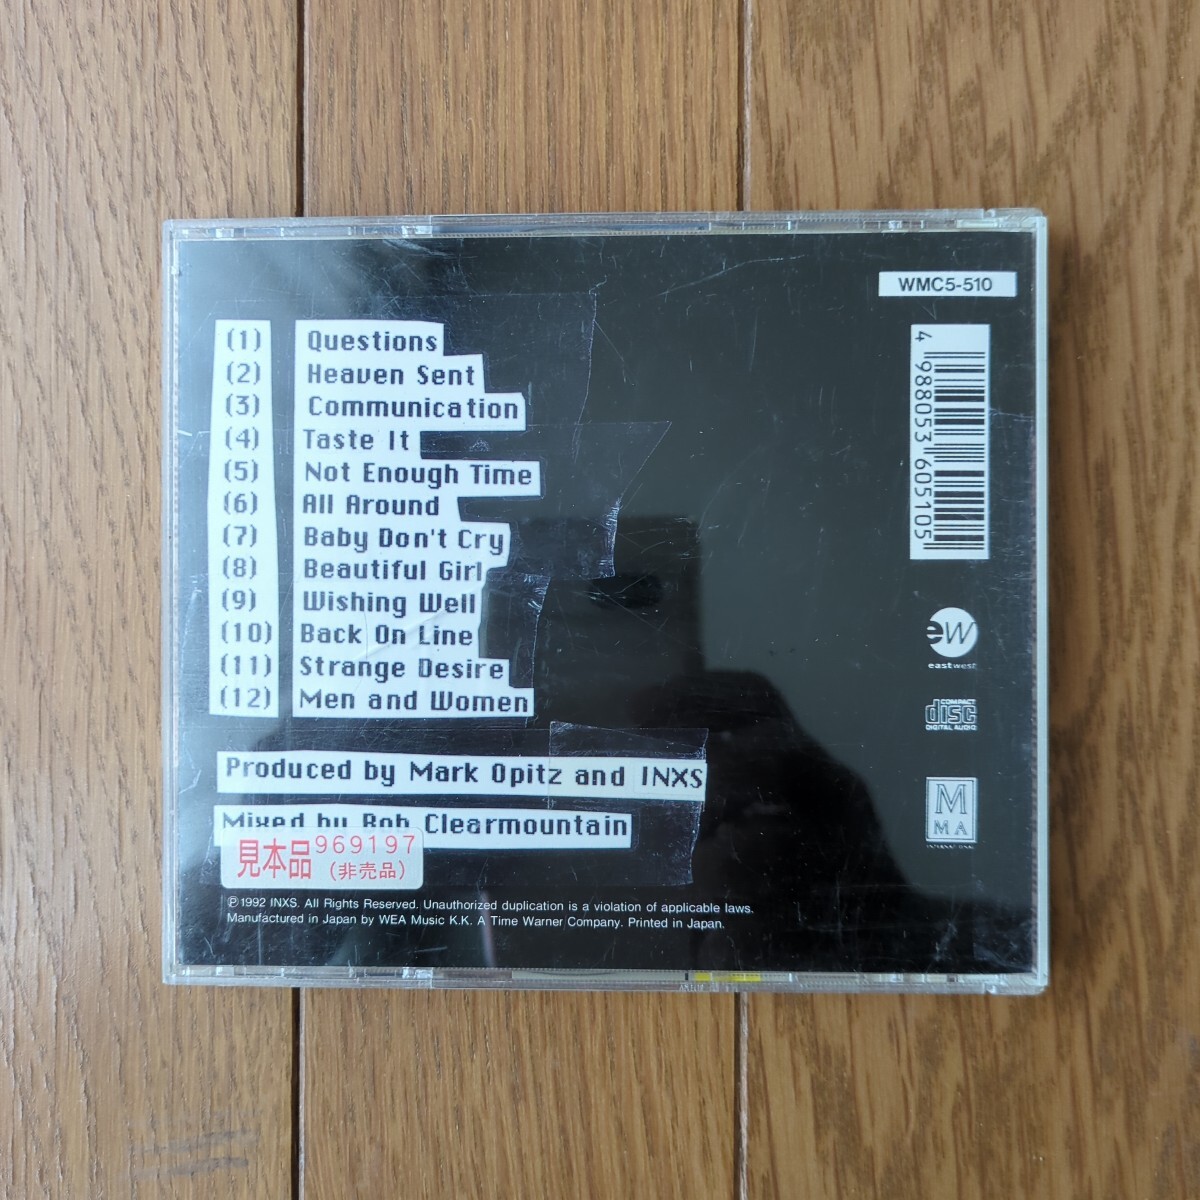 WMC5-510
(1) Questions
(2) Heaven Sent
(3) Communication
(4) Taste It
(5) Not Enough Time
(6) All Around
(7) Baby Don't Cry
(8) Beautiful Girl
(9) Wishing Well
(10) Back On Line
(11) Strange Desire
(12) Men and Women
4 988053 605105
ew
eastwest
COMPACT
disc
DIGITAL AUDIO
M
MA
Produced by Mark Opitz and INXS
Mixed by Bob Clearmountain
見本品 969197
(非売品)
Ⓟ1992 INXS. All Rights Reserved. Unauthorized duplication is a violation of applicable laws.
Manufactured in Japan by WEA Music K.K. A Time Warner Company. Printed in Japan.